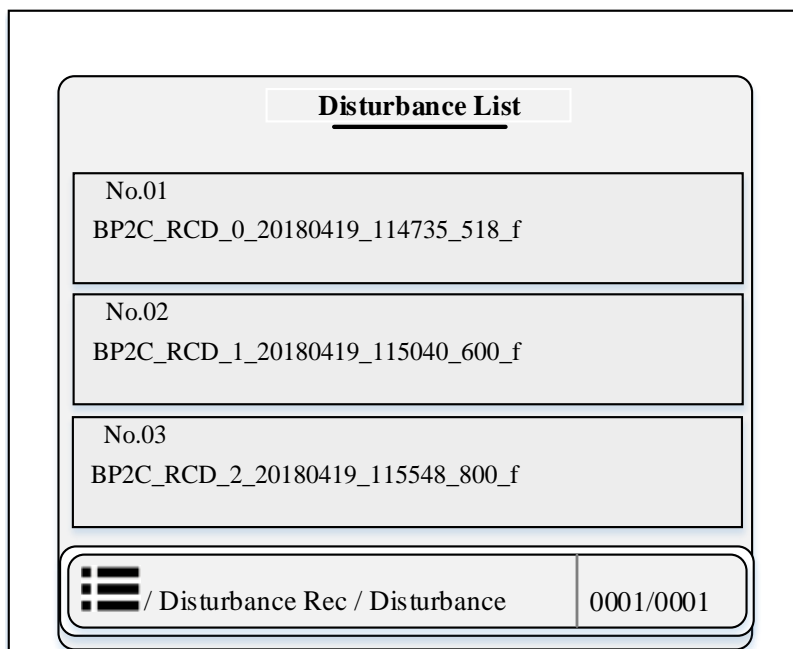 Disturbance List
No.01
BP2C_RCD_0_20180419_114735_518_f
No.02
BP2C_RCD_1_20180419_115040_600_f
No.03
BP2C_RCD_2_20180419_115548_800_f
/ Disturbance Rec / Disturbance 0001/0001